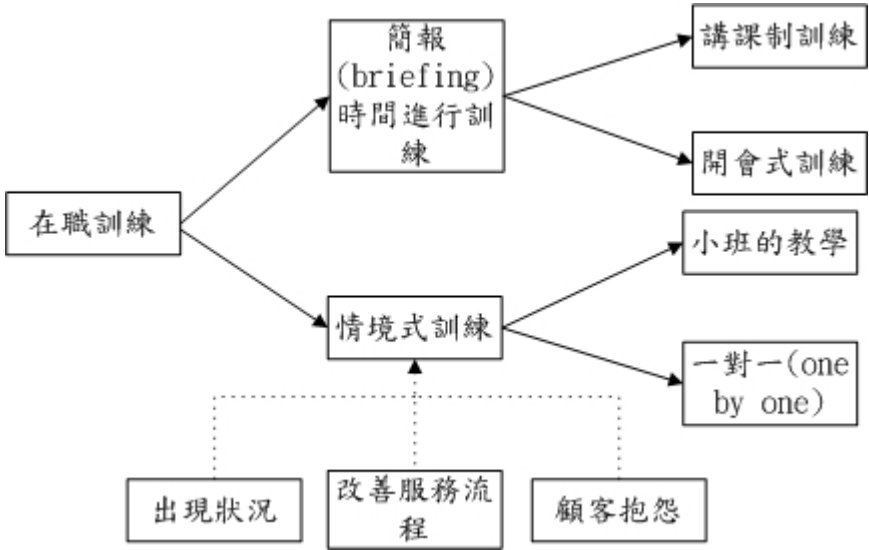 簡報
(briefing)
時間進行訓
練
講課制訓練
開會式訓練
在職訓練
情境式訓練
小班的教學
一對一(one
by one)
出現狀況
改善服務流
程
顧客抱怨